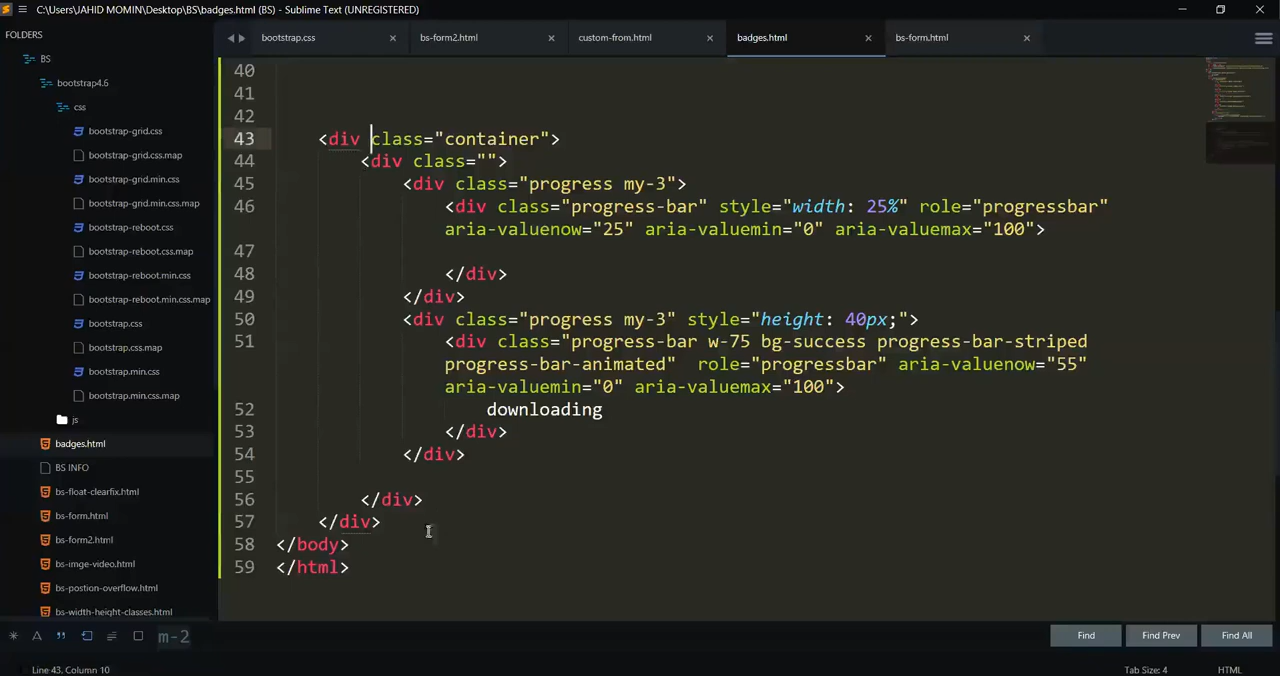 C:\Users\JAHID MOMIN\Desktop\BS\badges.html (BS) - Sublime Text (UNREGISTERED)
FOLDERS
BS
bootstrap4.6
css
bootstrap-grid.css
bootstrap-grid.css.map
bootstrap-grid.min.css
bootstrap-grid.min.css.map
bootstrap-reboot.css
bootstrap-reboot.css.map
bootstrap-reboot.min.css
bootstrap-reboot.min.css.map
bootstrap.css
bootstrap.css.map
bootstrap.min.css
bootstrap.min.css.map
js
badges.html
BS INFO
bs-float-clearfix.html
bs-form.html
bs-form2.html
bs-imge-video.html
bs-postion-overflow.html
bs-width-height-classes.html
bootstrap.css bs-form2.html custom-from.html badges.html bs-form.html
40
41
42
43 <div class="container">
44 <div class="">
45 <div class="progress my-3">
46 <div class="progress-bar" style="width: 25%" role="progressbar"
aria-valuenow="25" aria-valuemin="0" aria-valuemax="100">
47
48 </div>
49 </div>
50 <div class="progress my-3" style="height: 40px;">
51 <div class="progress-bar w-75 bg-success progress-bar-striped
progress-bar-animated"  role="progressbar" aria-valuenow="55"
aria-valuemin="0" aria-valuemax="100">
52 downloading
53 </div>
54 </div>
55
56 </div>
57 </div>
58 </body>
59 </html>
m-2 Find Find Prev Find All
Line 43, Column 10 Tab Size: 4 HTML